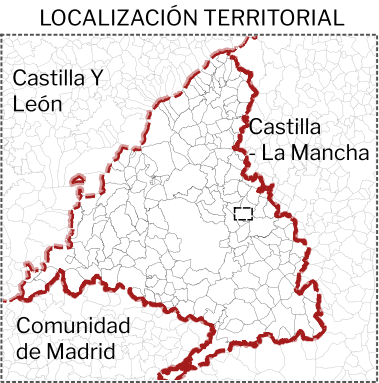 LOCALIZACIÓN TERRITORIAL
Castilla Y
León
Castilla
- La Mancha
Comunidad
de Madrid